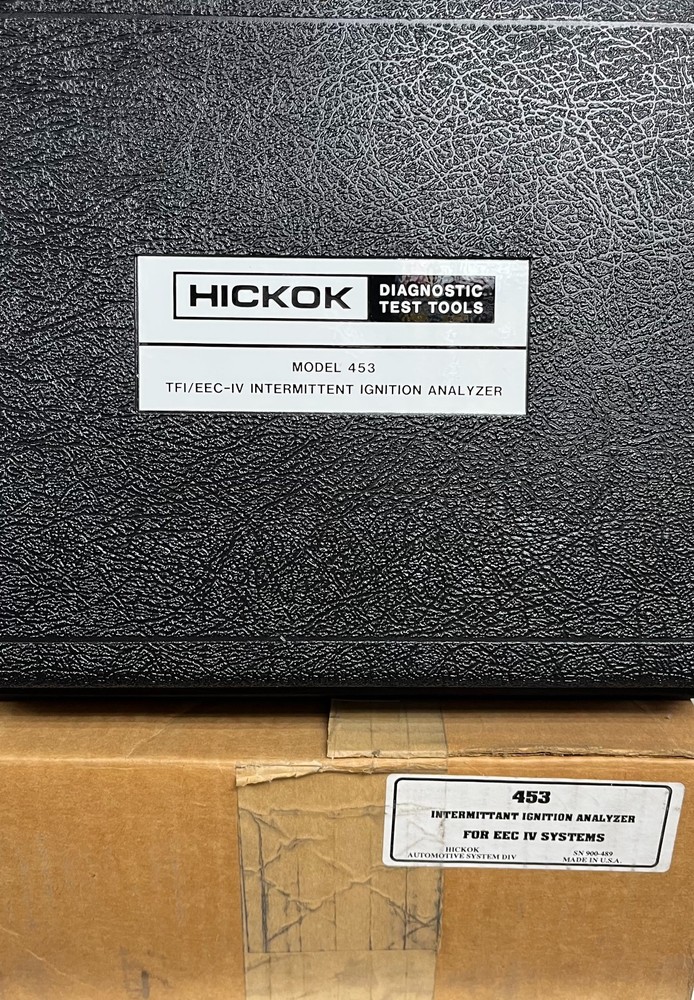 HICKOK
DIAGNOSTIC
TEST TOOLS
MODEL 453
TFI/EEC-IV INTERMITTENT IGNITION ANALYZER
453
INTERMITTANT IGNITION ANALYZER
FOR EEC IV SYSTEMS
HICKOK
AUTOMOTIVE SYSTEM DIV
SN 900-489
MADE IN U.S.A.